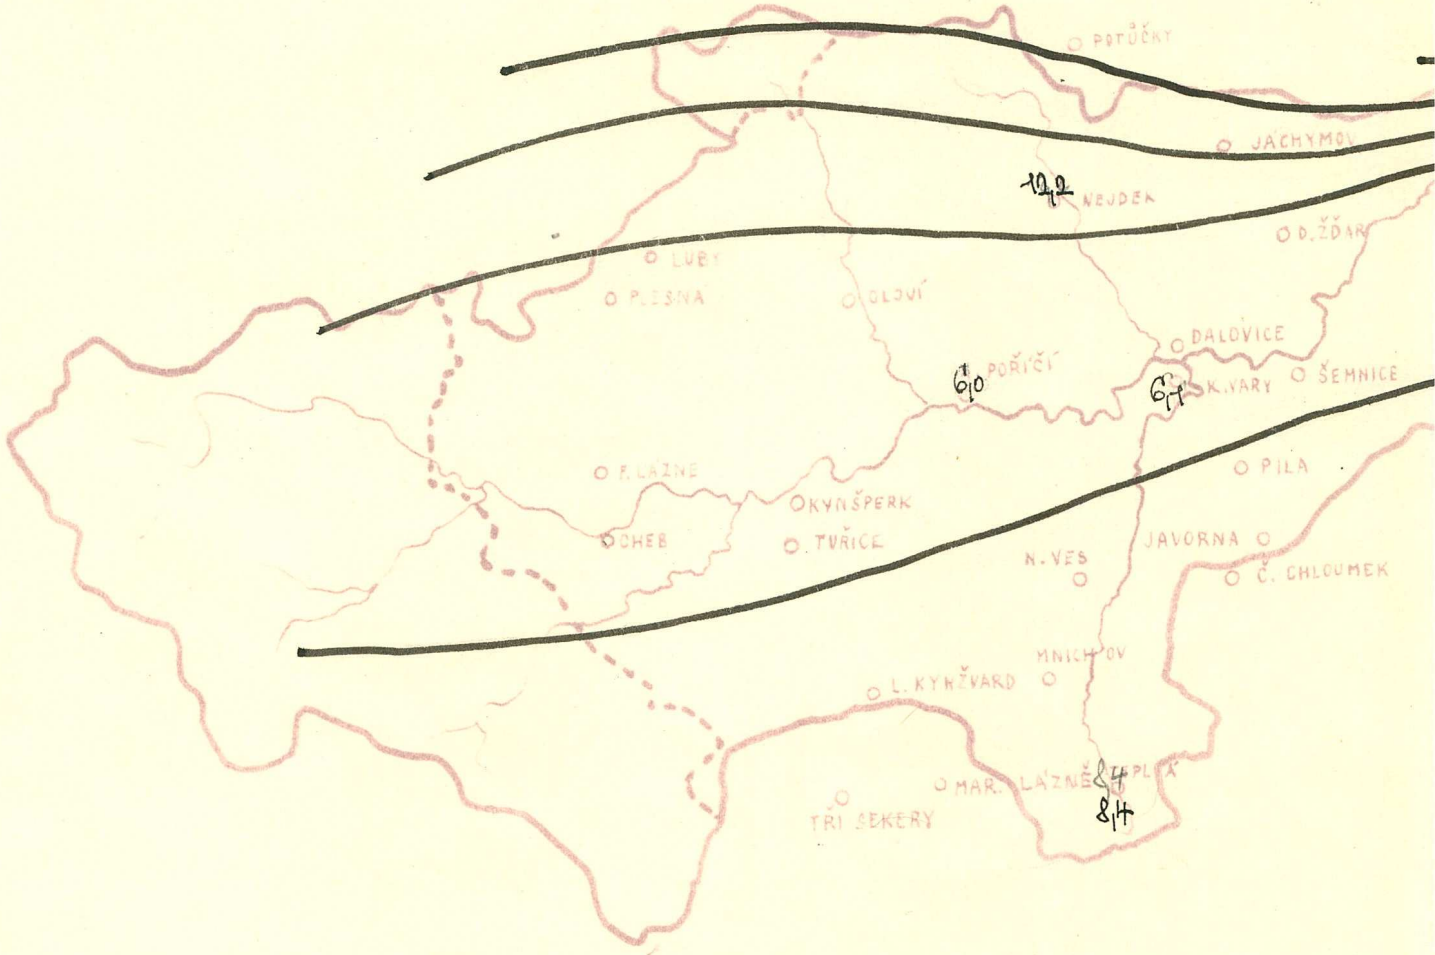 POTŮČKY
JÁCHYMOV
12,2
NEJDEK
D.ŽĎÁR
LUBY
PLESNÁ
OLOVÍ
DALOVICE
6,0 POŘÍČÍ
6,1 K.VARY
ŠEMNICE
F.LÁZNĚ
PILA
KYNŠPERK
CHEB
TUŘICE
JAVORNA
N.VES
Č. CHLOUMEK
MNICHOV
L.KYNŽVARD
8,4 TEPLÁ
MAR. LÁZNĚ
8,4
TŘI SEKERY